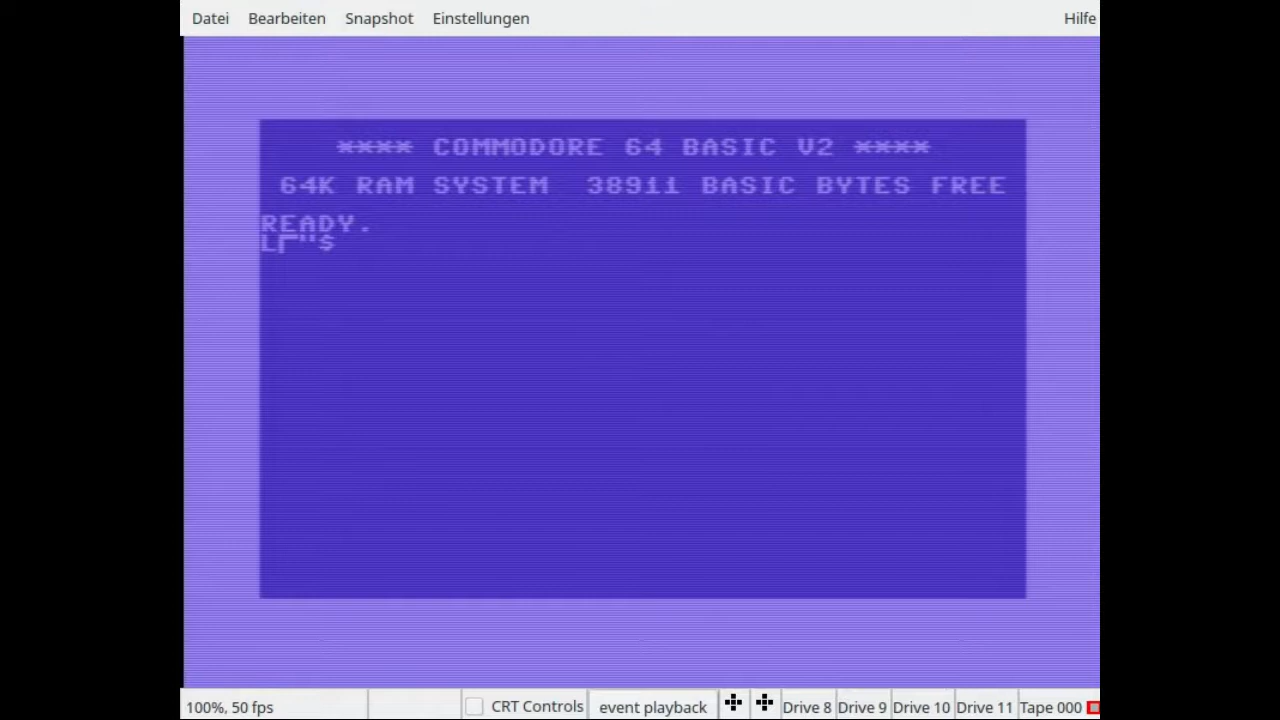 Datei Bearbeiten Snapshot Einstellungen Hilfe
**** COMMODORE 64 BASIC V2 ****
64K RAM SYSTEM 38911 BASIC BYTES FREE
READY.
L┌"$
100%, 50 fps CRT Controls event playback Drive 8 Drive 9 Drive 10 Drive 11 Tape 000